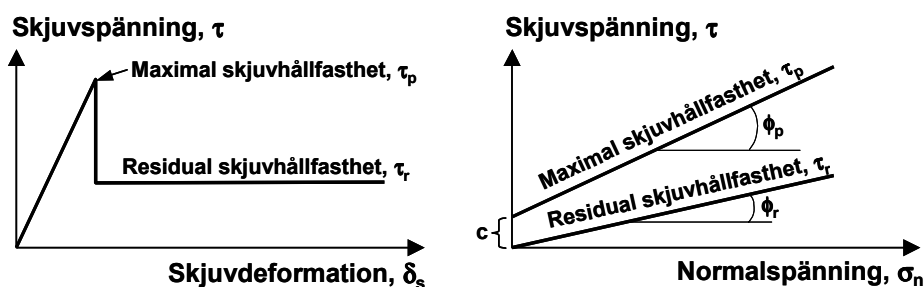 Skjuvspänning, τ
Maximal skjuvhållfasthet, τp
Residual skjuvhållfasthet, τr
Skjuvdeformation, δs
Skjuvspänning, τ
Maximal skjuvhållfasthet, τp
ϕp
Residual skjuvhållfasthet, τr
ϕr
c
Normalspänning, σn